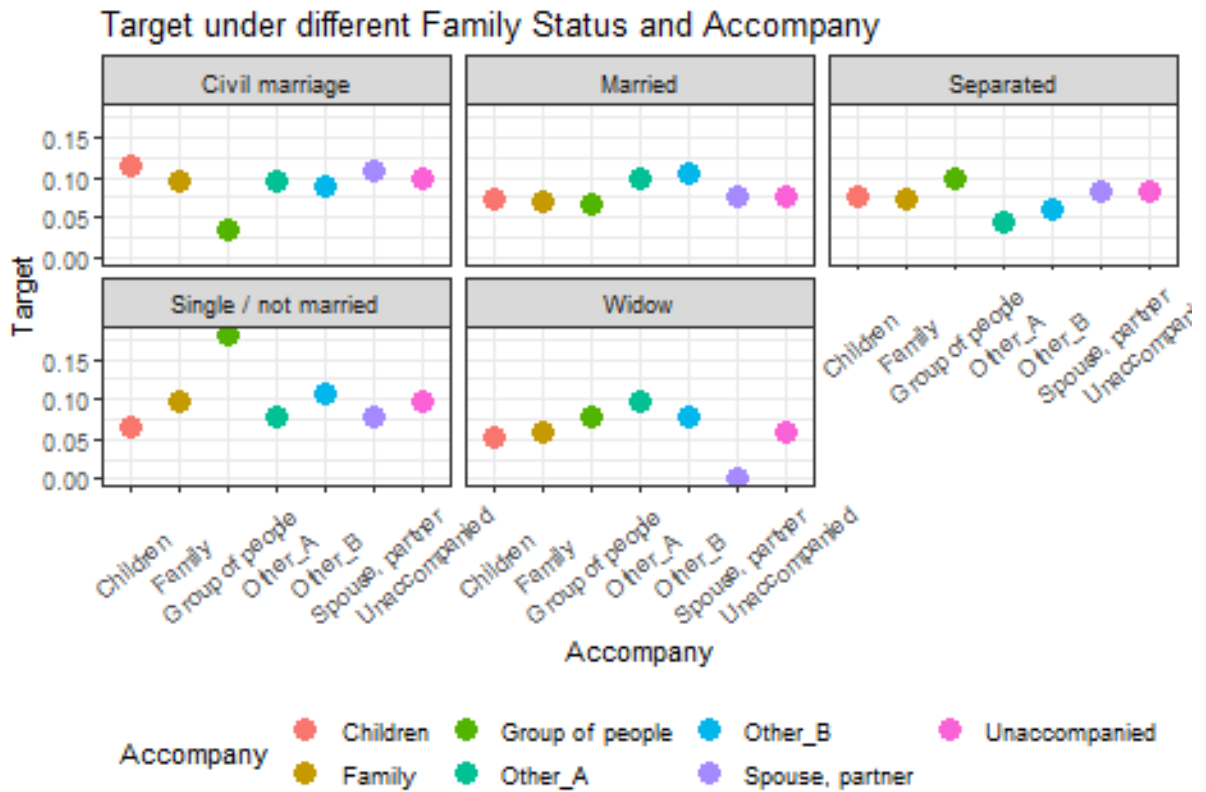 Target under different Family Status and Accompany
Civil marriage
Married
Separated
0.15
0.10
0.05
0.00
Target
Single / not married
Widow
0.15
0.10
0.05
0.00
Children
Family
Group of people
Other_A
Other_B
Spouse, partner
Unaccompani
Children
Family
Group of people
Other_A
Other_B
Spouse, partner
Unaccompanied
Children
Family
Group of people
Other_A
Other_B
Spouse, partner
Unaccompanied
Accompany
Accompany
Children
Group of people
Other_B
Unaccompanied
Family
Other_A
Spouse, partner